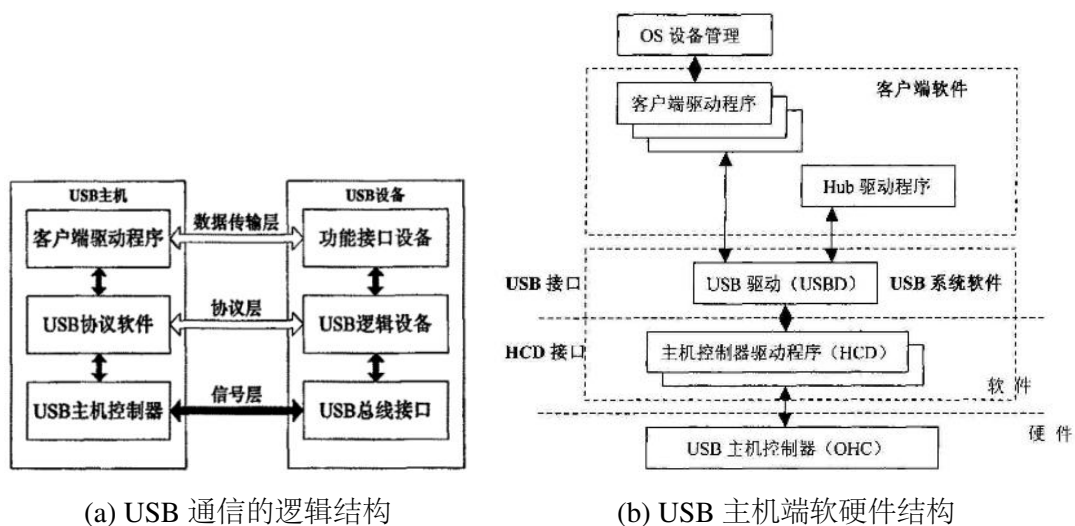 USB主机
客户端驱动程序
USB协议软件
USB主机控制器
数据传输层
协议层
信号层
USB设备
功能接口设备
USB逻辑设备
USB总线接口
(a) USB 通信的逻辑结构
OS 设备管理
客户端软件
客户端驱动程序
Hub 驱动程序
USB 接口
USB 驱动（USBD）
USB 系统软件
HCD 接口
主机控制器驱动程序（HCD）
软 件
硬 件
USB 主机控制器（OHC）
(b) USB 主机端软硬件结构